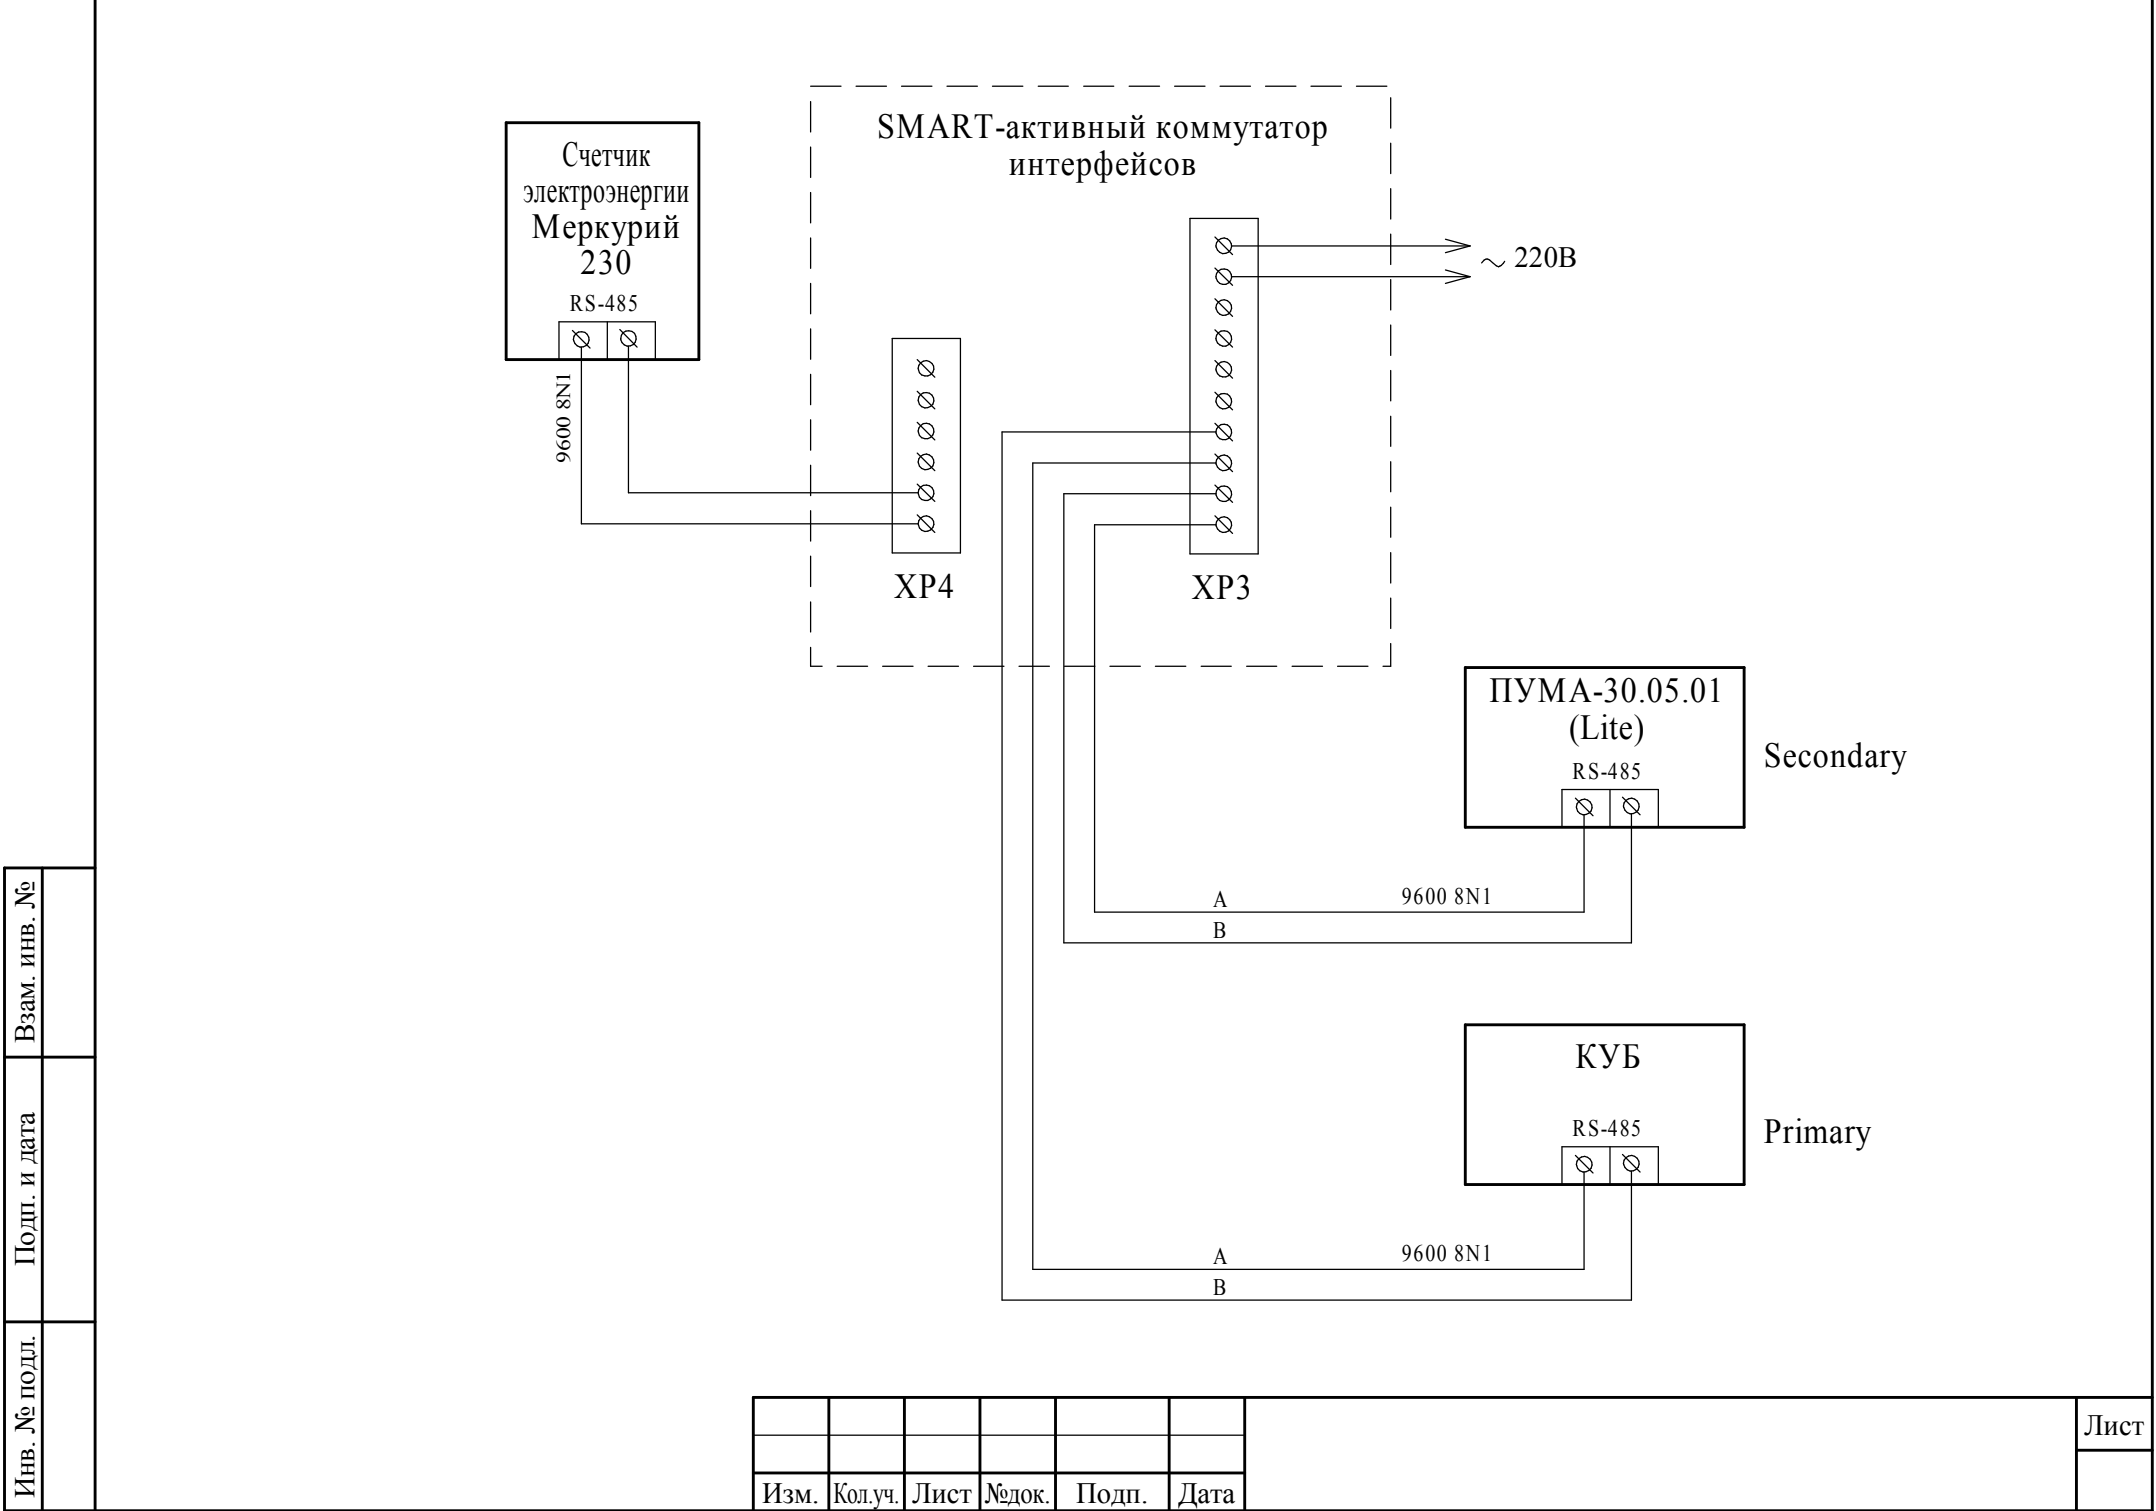 SMART-активный коммутатор
интерфейсов
Счетчик
электроэнергии
Меркурий
230
RS-485
9600 8N1
~ 220В
XP4
XP3
ПУМА-30.05.01
(Lite)
RS-485
Secondary
A
9600 8N1
B
КУБ
RS-485
Primary
A
9600 8N1
B
Взам. инв. №
Подп. и дата
Инв. № подл.
Изм.
Кол.уч.
Лист
№док.
Подп.
Дата
Лист